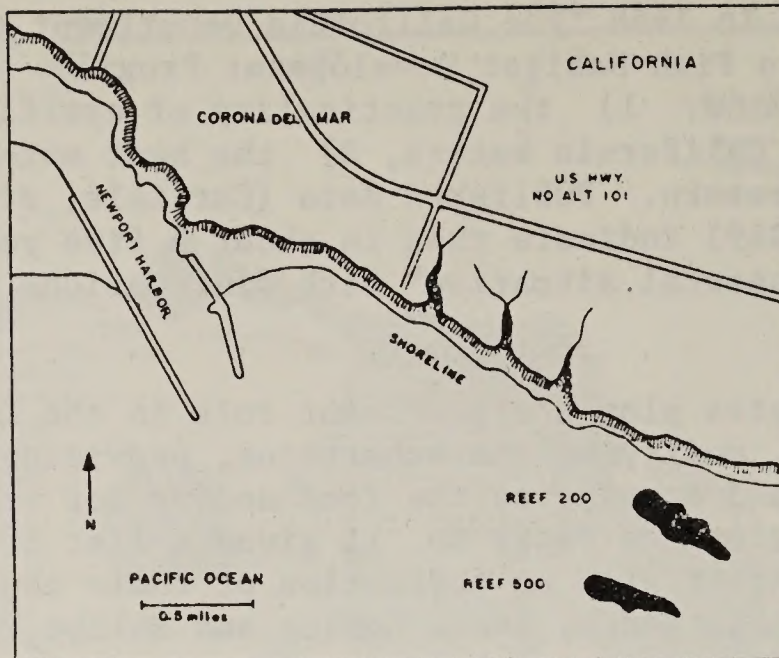 CALIFORNIA
CORONA DEL MAR
U S HWY.
NO ALT 101
NEWPORT HARBOR
SHORELINE
REEF 200
N
PACIFIC OCEAN
REEF 500
0.5 miles